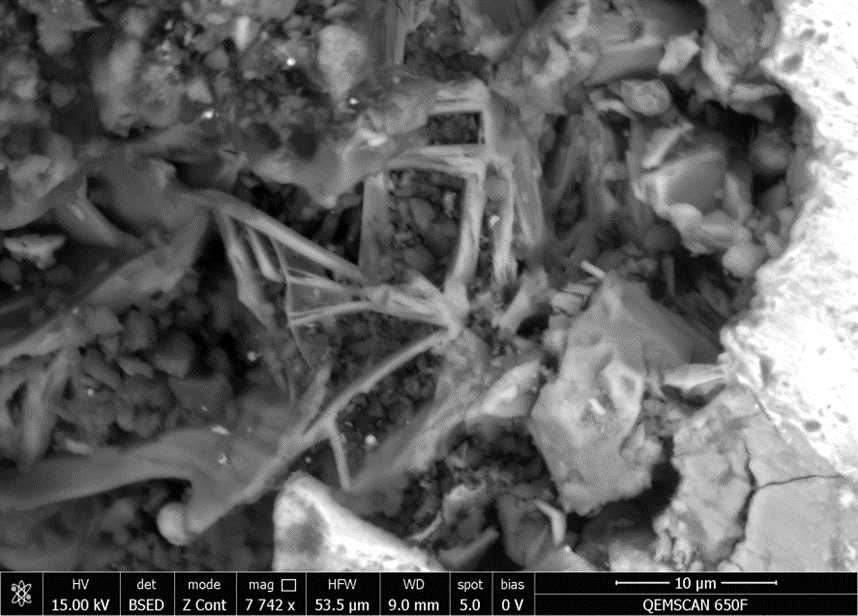 HV det mode mag HFW WD spot bias 10 µm
15.00 kV BSED Z Cont 7 742 x 53.5 µm 9.0 mm 5.0 0 V QEMSCAN 650F